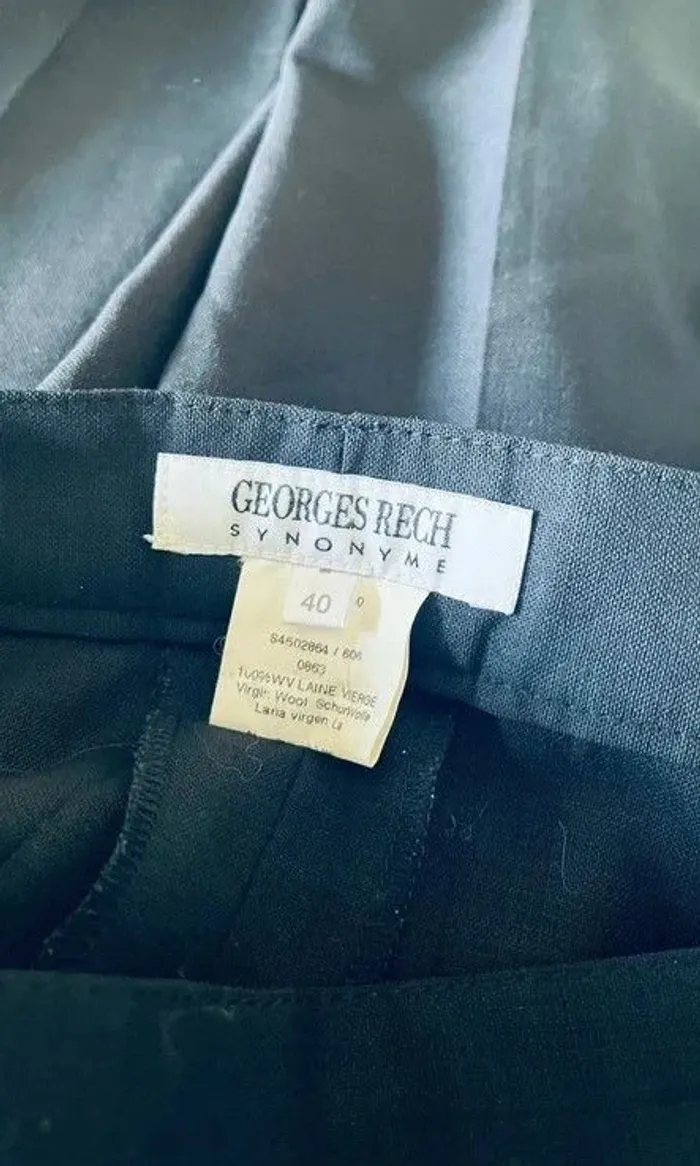 GEORGES RECH
SYNONYME
40
S4502864 / 606
0863
100% WV LAINE VIERGE
Virgin Wool Schurwolle
Lana virgen